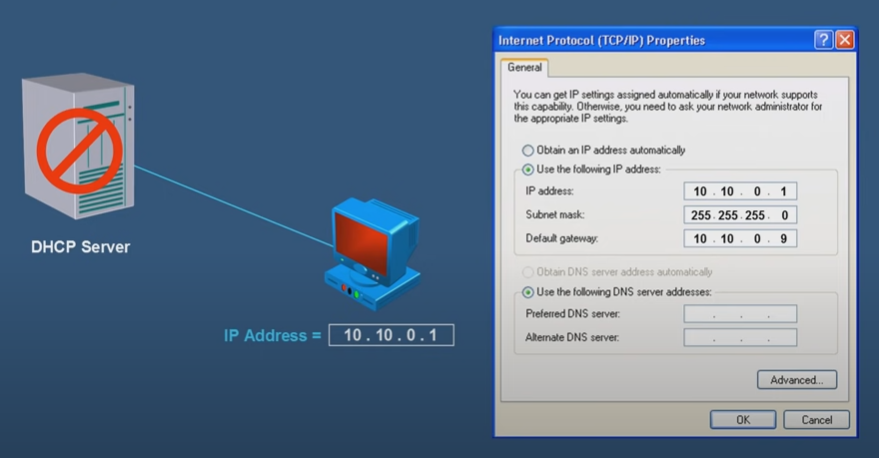 DHCP Server
IP Address = 10 . 10 . 0 . 1
Internet Protocol (TCP/IP) Properties
General
You can get IP settings assigned automatically if your network supports
this capability. Otherwise, you need to ask your network administrator for
the appropriate IP settings.
Obtain an IP address automatically
Use the following IP address:
IP address: 10 . 10 . 0 . 1
Subnet mask: 255 . 255 . 255 . 0
Default gateway: 10 . 10 . 0 . 9
Obtain DNS server address automatically
Use the following DNS server addresses:
Preferred DNS server: . . .
Alternate DNS server: . . .
Advanced...
OK Cancel